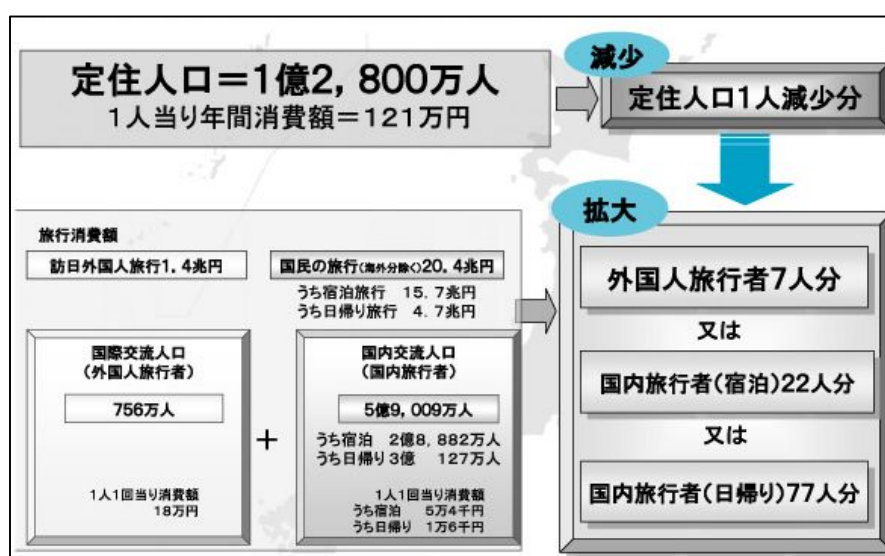 定住人口＝1億2，800万人
1人当り年間消費額＝121万円
減少
定住人口1人減少分
拡大
旅行消費額
訪日外国人旅行1．4兆円
国民の旅行(海外分除く)20．4兆円
うち宿泊旅行　15．7兆円
うち日帰り旅行　4．7兆円
国際交流人口
（外国人旅行者）
756万人
1人1回当り消費額
18万円
＋
国内交流人口
（国内旅行者）
5億9，009万人
うち宿泊　2億8，882万人
うち日帰り3億　127万人
1人1回当り消費額
うち宿泊　5万4千円
うち日帰り　1万6千円
外国人旅行者7人分
又は
国内旅行者（宿泊）22人分
又は
国内旅行者（日帰り）77人分